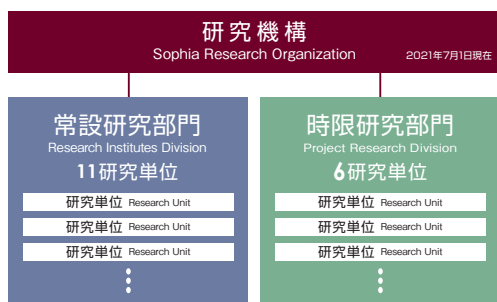 研究機構
Sophia Research Organization
2021年7月1日現在
常設研究部門
Research Institutes Division
11研究単位
研究単位 Research Unit
研究単位 Research Unit
研究単位 Research Unit
時限研究部門
Project Research Division
6研究単位
研究単位 Research Unit
研究単位 Research Unit
研究単位 Research Unit